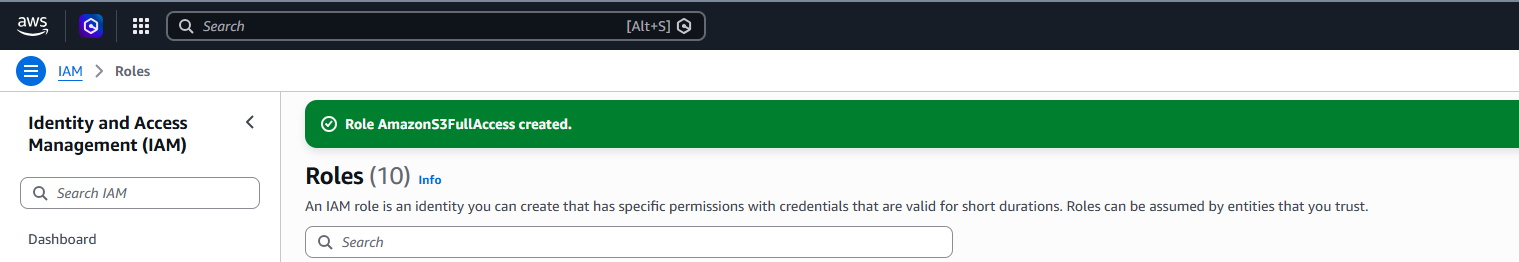 aws
Search [Alt+S]
IAM > Roles
Identity and Access
Management (IAM)
Search IAM
Dashboard
Role AmazonS3FullAccess created.
Roles (10) Info
An IAM role is an identity you can create that has specific permissions with credentials that are valid for short durations. Roles can be assumed by entities that you trust.
Search